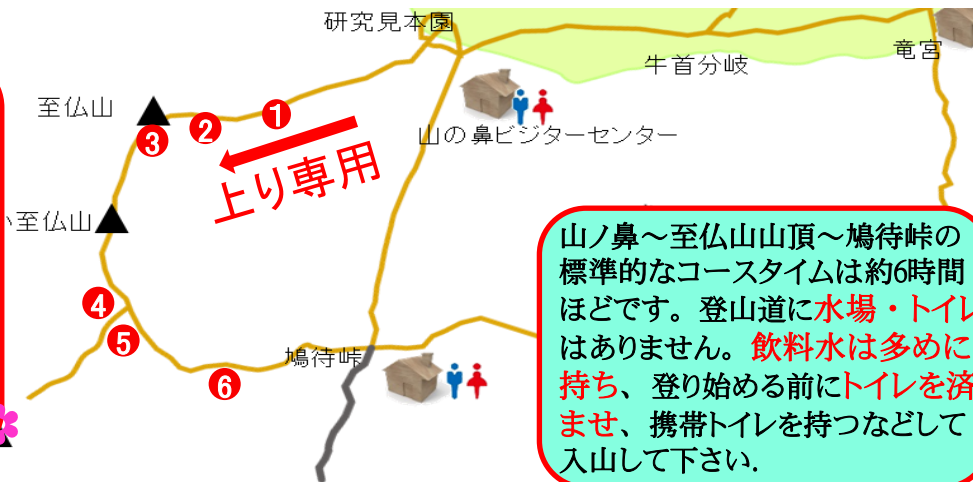 研究見本園
竜宮
牛首分岐
至仏山
❶
❷
❸
山の鼻ビジターセンター
上り専用
小至仏山
❹
❺
❻
鳩待峠
山ノ鼻～至仏山山頂～鳩待峠の
標準的なコースタイムは約6時間
ほどです。登山道に水場・トイレ
はありません。飲料水は多めに
持ち、登り始める前にトイレを済
ませ、携帯トイレを持つなどして
入山して下さい.